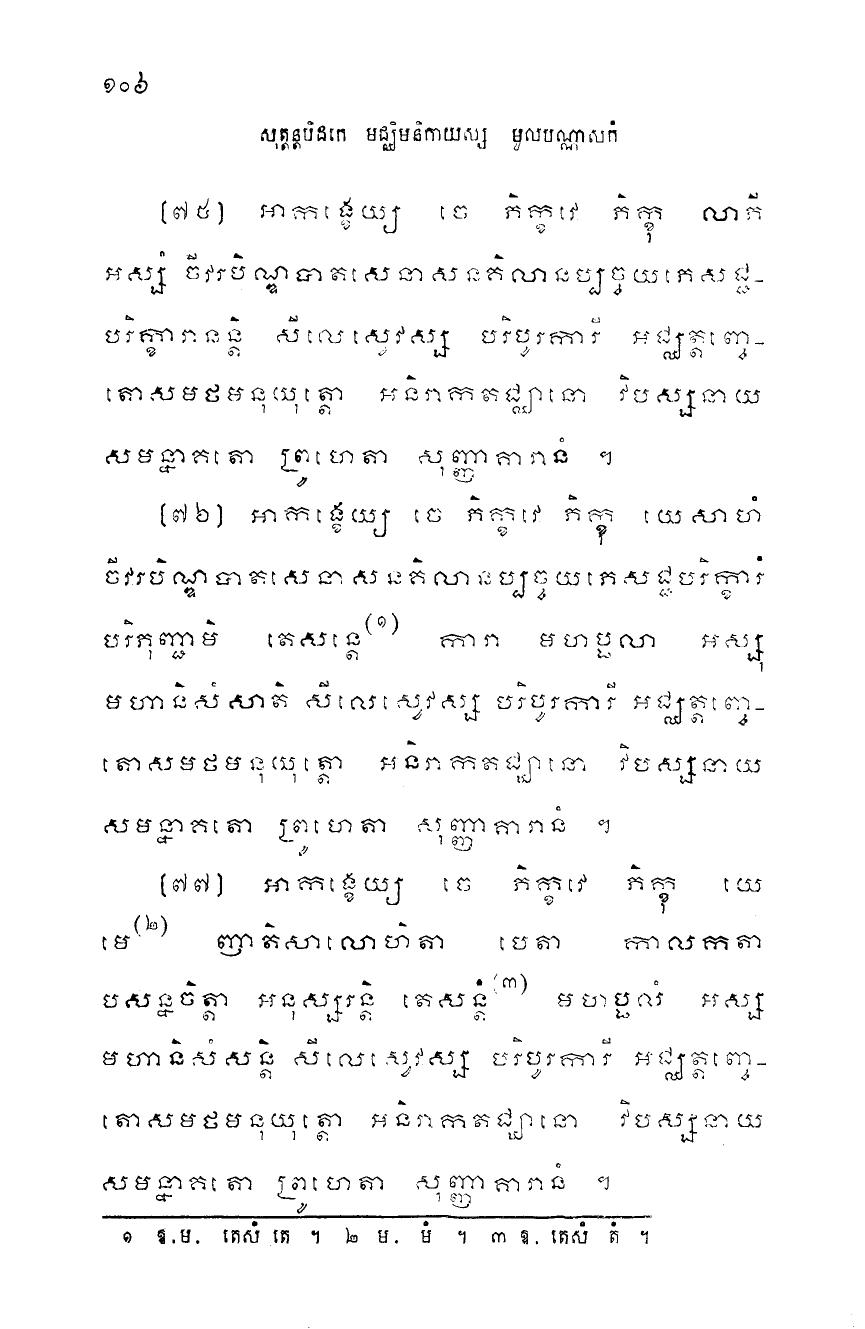 ១០៦
សុត្តន្តបិដកេ មជ្ឈិមនិកាយស្ស មូលបណ្ណាសកំ
[៧៥] អាកង្ខេយ្យ ចេ ភិក្ខវេ ភិក្ខុ លាភី
អស្សំ ចីវរបិណ្ឌបាតសេនាសនគិលានប្បច្ចយភេសជ្ជ-
បរិក្ខារានន្តិ សីលេស្វេវស្ស បរិបូរការី អជ្ឈត្តញ្ចេ-
តោសមថមនុយុត្តោ អនិរាកតជ្ឈានោ វិបស្សនាយ
សមន្នាគតោ ព្រូហេតា សុញ្ញាគារានំ ។
[៧៦] អាកង្ខេយ្យ ចេ ភិក្ខវេ ភិក្ខុ យេសាហំ
ចីវរបិណ្ឌបាតសេនាសនគិលានប្បច្ចយភេសជ្ជបរិក្ខារំ
បរិភុញ្ជាមិ តេសន្តេ(១) ការា មហប្ផលា អស្សុ
មហានិសំសាតិ សីលេស្វេវស្ស បរិបូរការី អជ្ឈត្តញ្ចេ-
តោសមថមនុយុត្តោ អនិរាកតជ្ឈានោ វិបស្សនាយ
សមន្នាគតោ ព្រូហេតា សុញ្ញាគារានំ ។
[៧៧] អាកង្ខេយ្យ ចេ ភិក្ខវេ ភិក្ខុ យេ
មេ(២) ញាតិសាលោហិតា បេតា កាលកតា
បសន្នចិត្តា អនុស្សរន្តិ តេសន្តំ(៣) មហប្ផលំ អស្ស
មហានិសំសន្តិ សីលេស្វេវស្ស បរិបូរការី អជ្ឈត្តញ្ចេ-
តោសមថមនុយុត្តោ អនិរាកតជ្ឈានោ វិបស្សនាយ
សមន្នាគតោ ព្រូហេតា សុញ្ញាគារានំ ។
១ ឱ.ម. តេសំ តេ ។ ២ ម. មំ ។ ៣ ឱ. តេសំ តំ ។